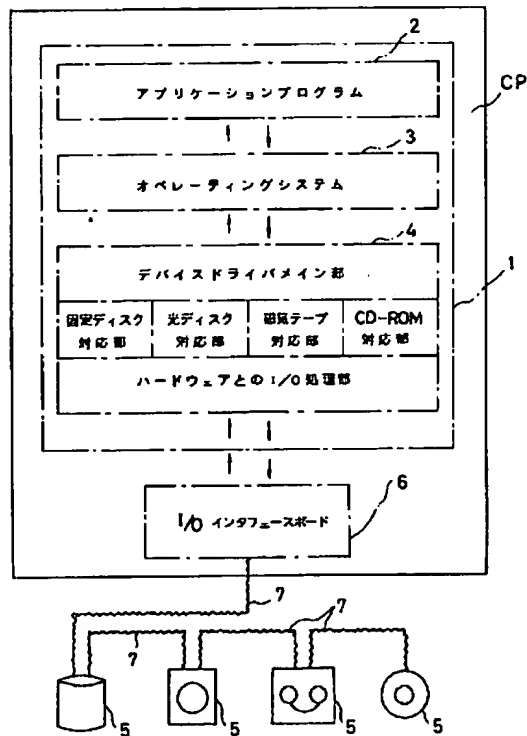 2
CP
アプリケーションプログラム
3
オペレーティングシステム
4
デバイスドライバメイン部
1
固定ディスク対応部
光ディスク対応部
磁気テープ対応部
CD-ROM対応部
ハードウェアとのI/O処理部
6
I/O インタフェースボード
7
7
7
5
5
5
5